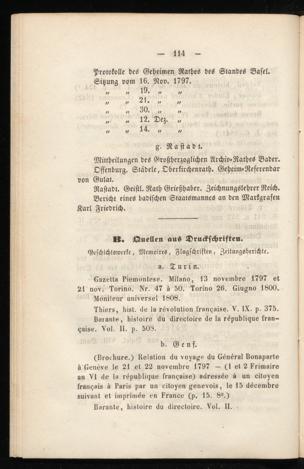 — 114 —
Protokolle des Geheimen Rathes des Standes Basel.
Sitzung vom 16. Nov. 1797.
„ „ 19. „ „
„ „ 21. „ „
„ „ 30. „ „
„ „ 12. Dez. „
„ „ 14. „ „
g. Rastadt.
Mittheilungen des Großherzoglichen Archiv-Rathes Bader.
Offenburg. Städele, Oberkirchenrath. Geheim-Referendar
von Gulat.
Rastadt. Geistl. Rath Grieshaber. Zeichnungslehrer Reich.
Bericht eines badischen Staatsmannes an den Markgrafen
Karl Friedrich.
B. Quellen aus Druckschriften.
Geschichtswerke, Memoires, Flugschriften, Zeitungsberichte.
a. Turin.
Gazetta Piemontese. Milano, 13 novembre 1797 et
21 nov. Torino. Nr. 47 à 50. Torino 26. Giugno 1800.
Moniteur universel 1808.
Thiers, hist. de la révolution française. V. IX. p. 375.
Barante, histoire du directoire de la république fran-
çaise. Vol. II. p. 508.
b. Genf.
(Brochure.) Relation du voyage du Général Bonaparte
à Genève le 21 et 22 novembre 1797 — (1 et 2 Frimaire
an VI de la république française) adressée à un citoyen
français à Paris par un citoyen genevois, le 15 décembre
suivant et imprimée en France (p. 15. 8º.)
Barante, histoire du directoire. Vol. II.